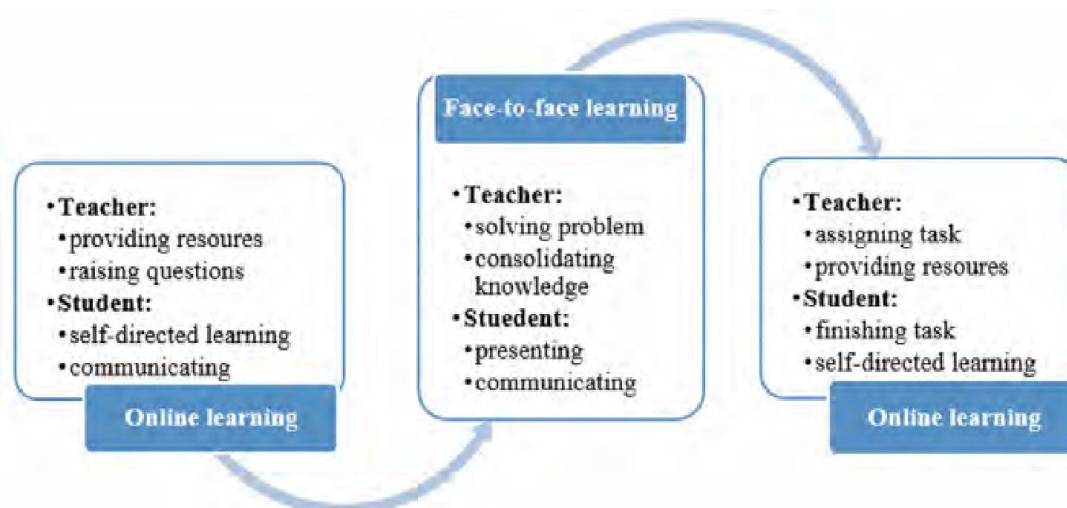 •Teacher:
•providing resoures
•raising questions
•Student:
•self-directed learning
•communicating
Online learning
Face-to-face learning
•Teacher:
•solving problem
•consolidating
knowledge
•Stuedent:
•presenting
•communicating
•Teacher:
•assigning task
•providing resoures
•Student:
•finishing task
•self-directed learning
Online learning